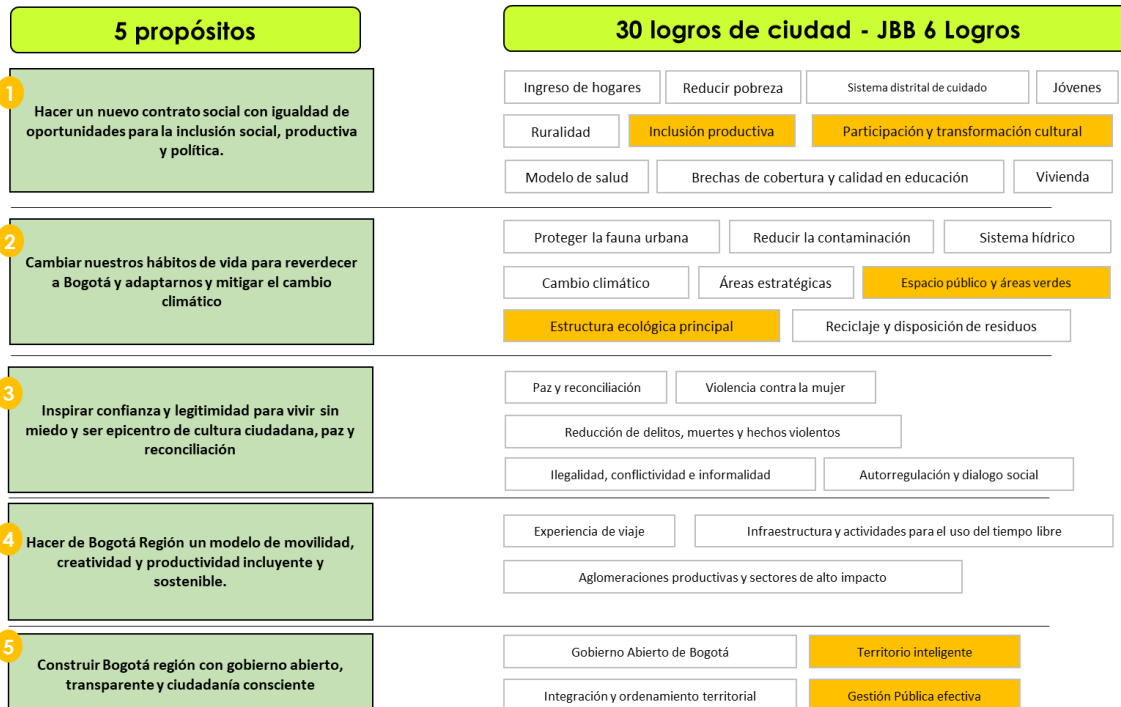 5 propósitos
30 logros de ciudad - JBB 6 Logros
1
Hacer un nuevo contrato social con igualdad de
oportunidades para la inclusión social, productiva
y política.
Ingreso de hogares
Reducir pobreza
Sistema distrital de cuidado
Jóvenes
Ruralidad
Inclusión productiva
Participación y transformación cultural
Modelo de salud
Brechas de cobertura y calidad en educación
Vivienda
2
Cambiar nuestros hábitos de vida para reverdecer
a Bogotá y adaptarnos y mitigar el cambio
climático
Proteger la fauna urbana
Reducir la contaminación
Sistema hídrico
Cambio climático
Áreas estratégicas
Espacio público y áreas verdes
Estructura ecológica principal
Reciclaje y disposición de residuos
3
Inspirar confianza y legitimidad para vivir sin
miedo y ser epicentro de cultura ciudadana, paz y
reconciliación
Paz y reconciliación
Violencia contra la mujer
Reducción de delitos, muertes y hechos violentos
Ilegalidad, conflictividad e informalidad
Autorregulación y dialogo social
4
Hacer de Bogotá Región un modelo de movilidad,
creatividad y productividad incluyente y
sostenible.
Experiencia de viaje
Infraestructura y actividades para el uso del tiempo libre
Aglomeraciones productivas y sectores de alto impacto
5
Construir Bogotá región con gobierno abierto,
transparente y ciudadanía consciente
Gobierno Abierto de Bogotá
Territorio inteligente
Integración y ordenamiento territorial
Gestión Pública efectiva